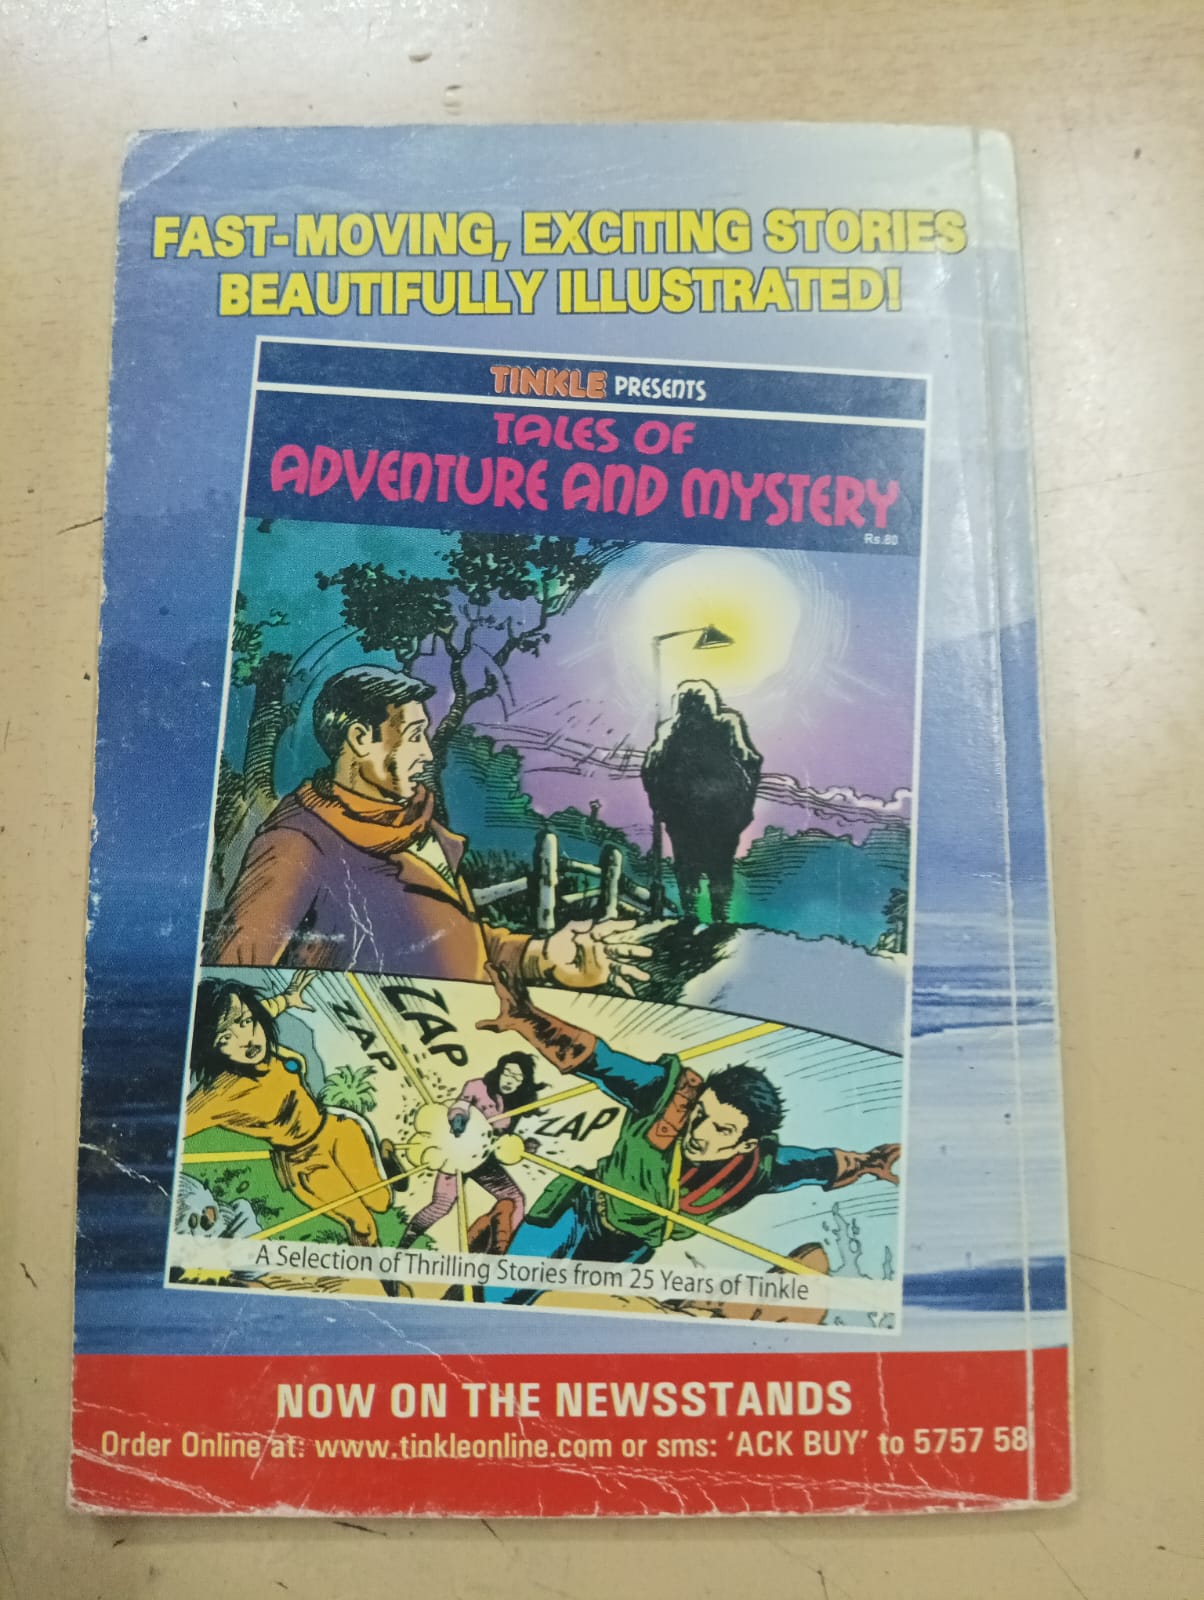 FAST-MOVING, EXCITING STORIES
BEAUTIFULLY ILLUSTRATED!
TINKLE PRESENTS
TALES OF
ADVENTURE AND MYSTERY
Rs.80
ZAP
ZAP
ZAP
A Selection of Thrilling Stories from 25 Years of Tinkle
NOW ON THE NEWSSTANDS
Order Online at: www.tinkleonline.com or sms: ‘ACK BUY’ to 5757 58